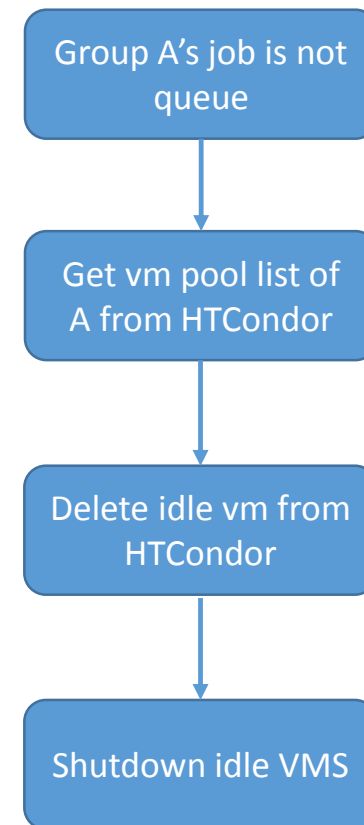 Group A’s job is not
queue
Get vm pool list of
A from HTCondor
Delete idle vm from
HTCondor
Shutdown idle VMS